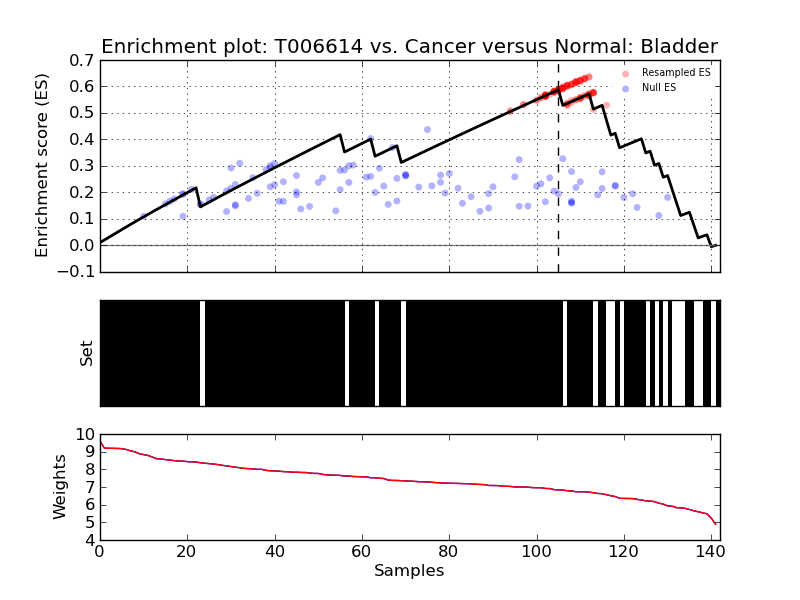 Enrichment plot: T006614 vs. Cancer versus Normal: Bladder
0.7
0.6
0.5
0.4
0.3
0.2
0.1
0.0
−0.1
Enrichment score (ES)
Resampled ES
Null ES
Set
10
9
8
7
6
5
4
Weights
0 20 40 60 80 100 120 140
Samples